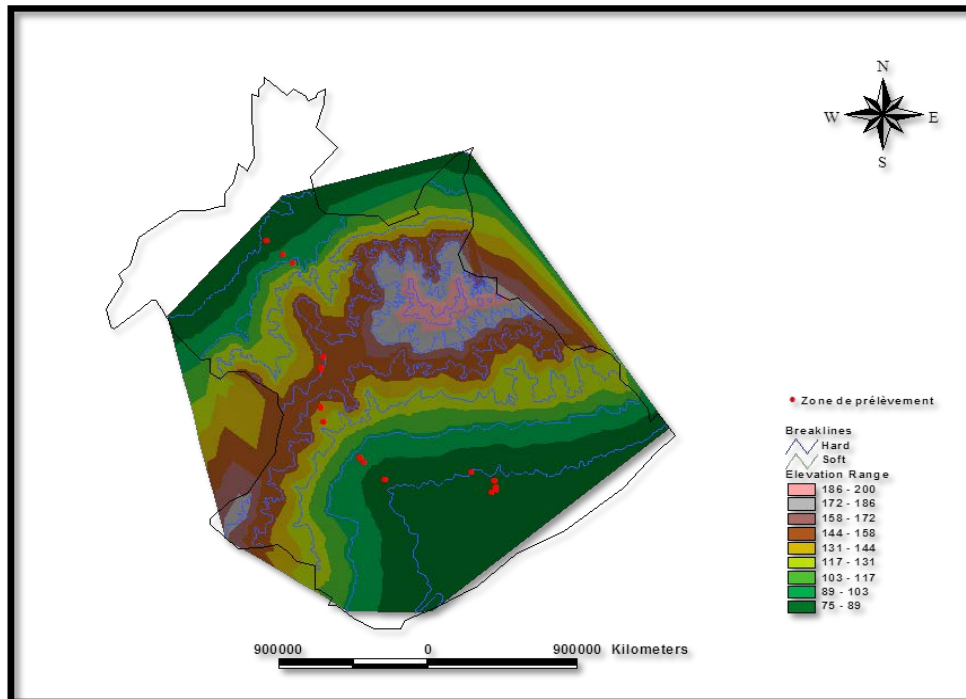 N
W E
S
Zone de prélèvement
Breaklines
Hard
Soft
Elevation Range
186 - 200
172 - 186
158 - 172
144 - 158
131 - 144
117 - 131
103 - 117
89 - 103
75 - 89
900000 0 900000 Kilometers